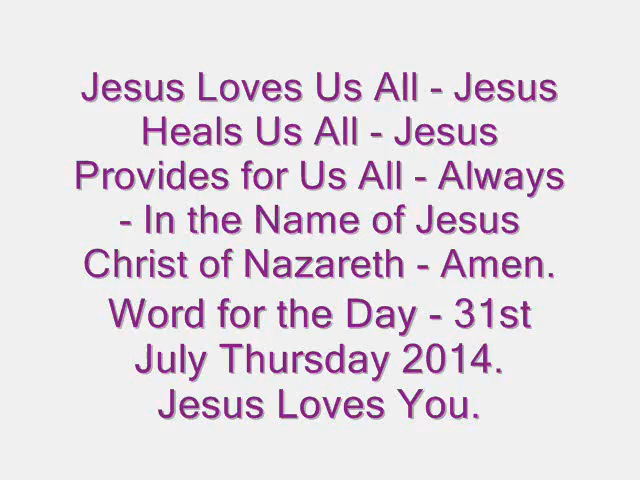 Jesus Loves Us All - Jesus
Heals Us All - Jesus
Provides for Us All - Always
- In the Name of Jesus
Christ of Nazareth - Amen.
Word for the Day - 31st
July Thursday 2014.
Jesus Loves You.